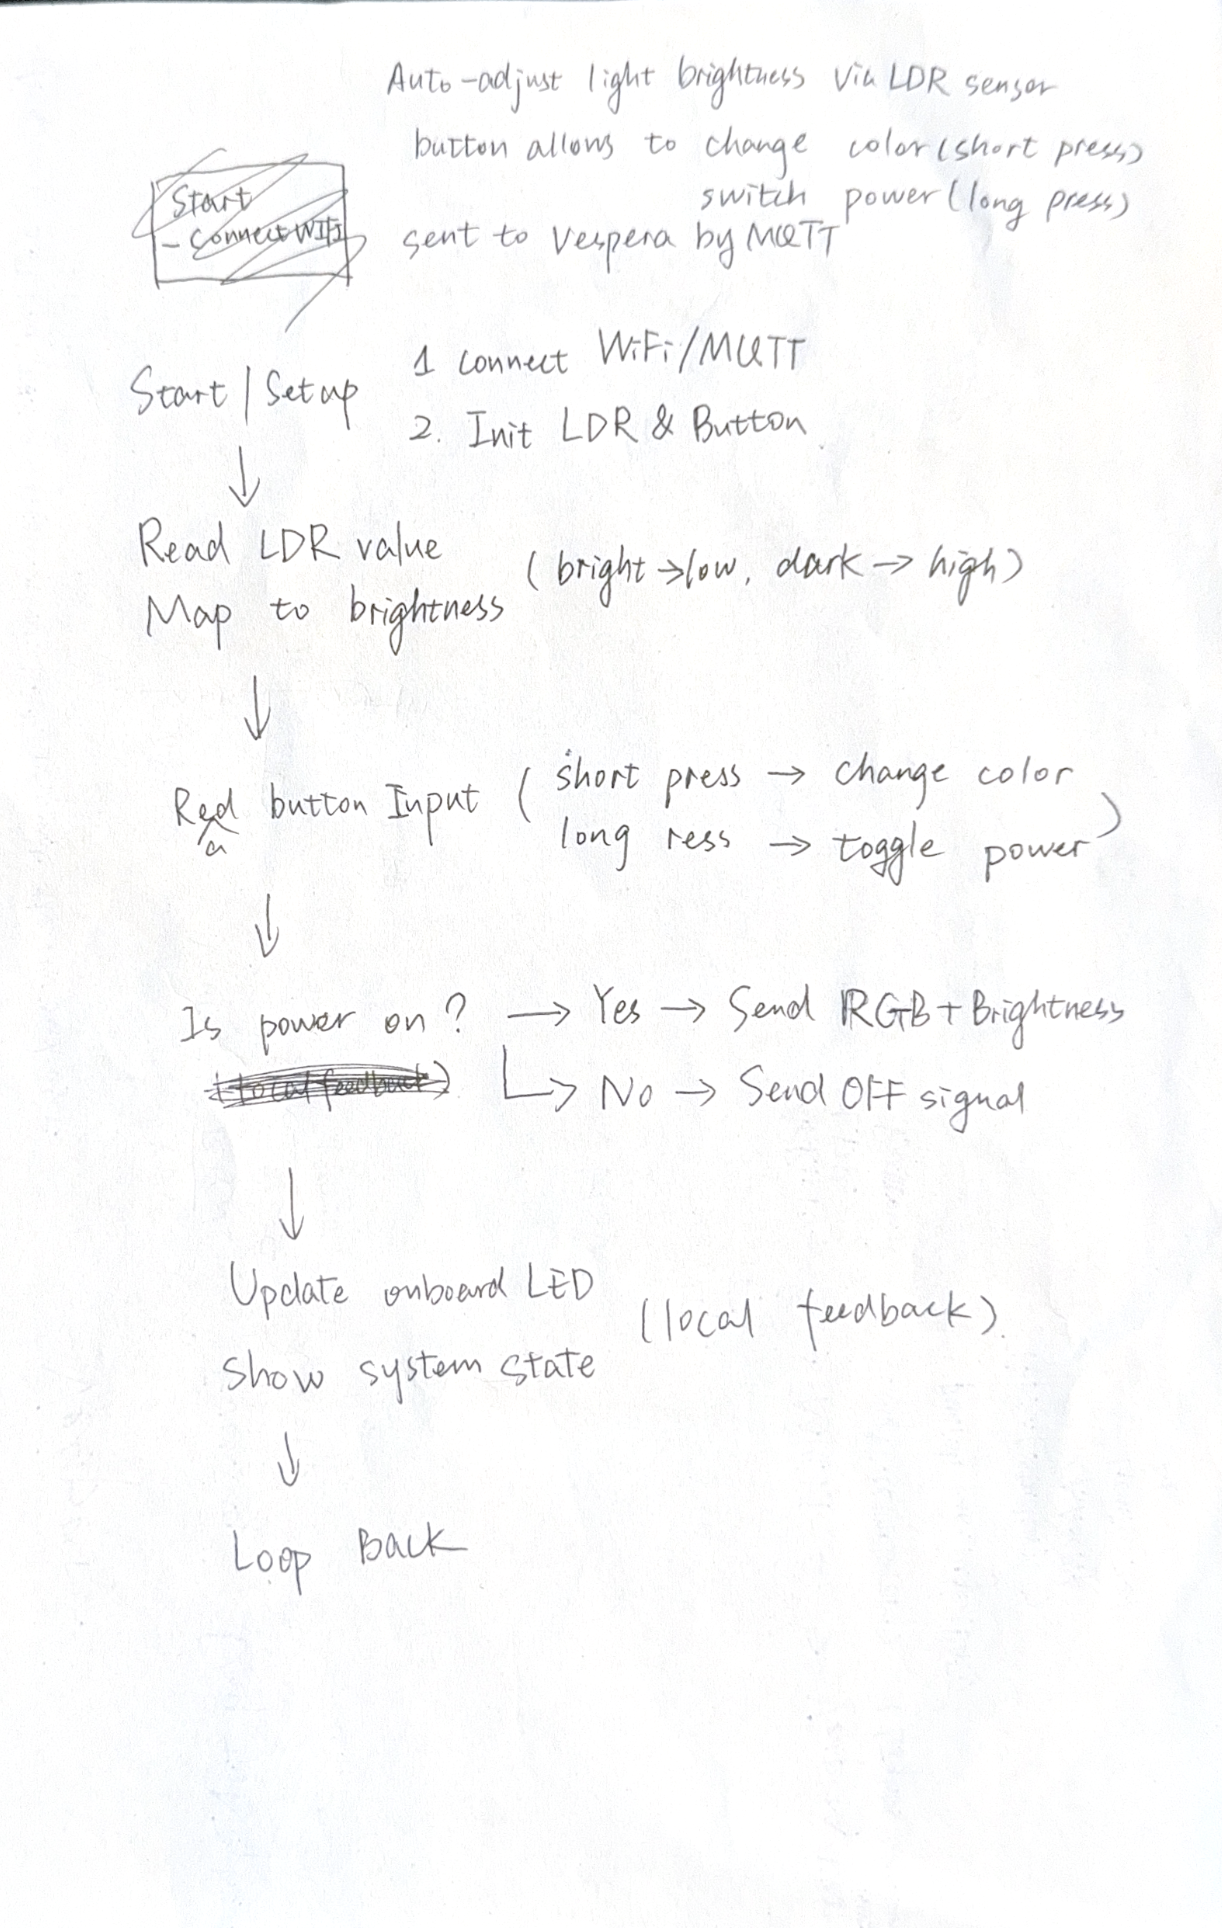 Auto-adjust light brightness via LDR sensor
button allows to change color (short press)
switch power (long press)
sent to Vespera by MQTT
Start
- Connect WIFI
Start | Setup
1 connect WiFi/MQTT
2. Init LDR & Button
Read LDR value
Map to brightness
(bright → low, dark → high)
Read button Input
(short press → change color
long ress → toggle power)
Is power on? → Yes → Send RGB + Brightness
(local feedback)
→ No → Send OFF signal
Update onboard LED
show system state
(local feedback).
Loop Back